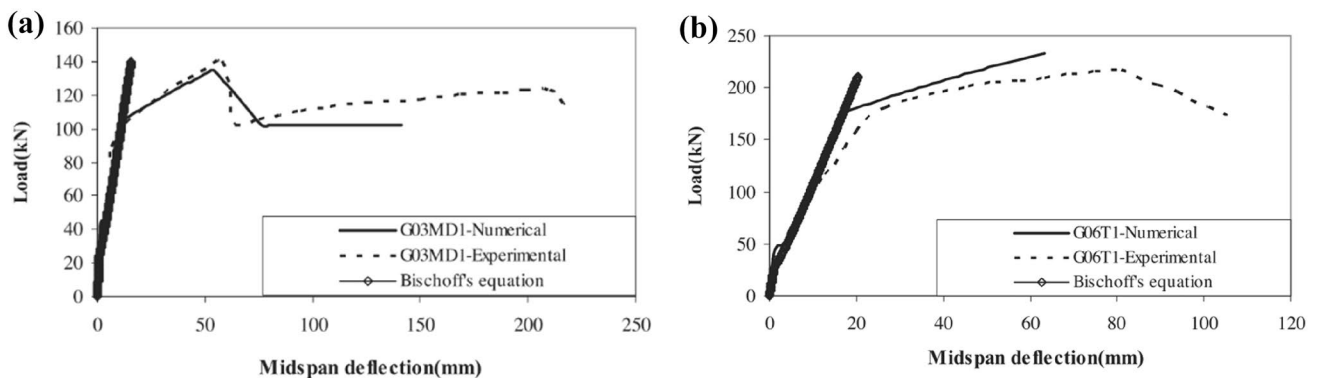 (a)
160
140
120
100
80
60
40
20
0
Load(kN)
0 50 100 150 200 250
Midspan deflection(mm)
G03MD1-Numerical
G03MD1-Experimental
Bischoff's equation
(b)
250
200
150
100
50
0
Load(kN)
0 20 40 60 80 100 120
Midspan deflection(mm)
G06T1-Numerical
G06T1-Experimental
Bischoff's equation